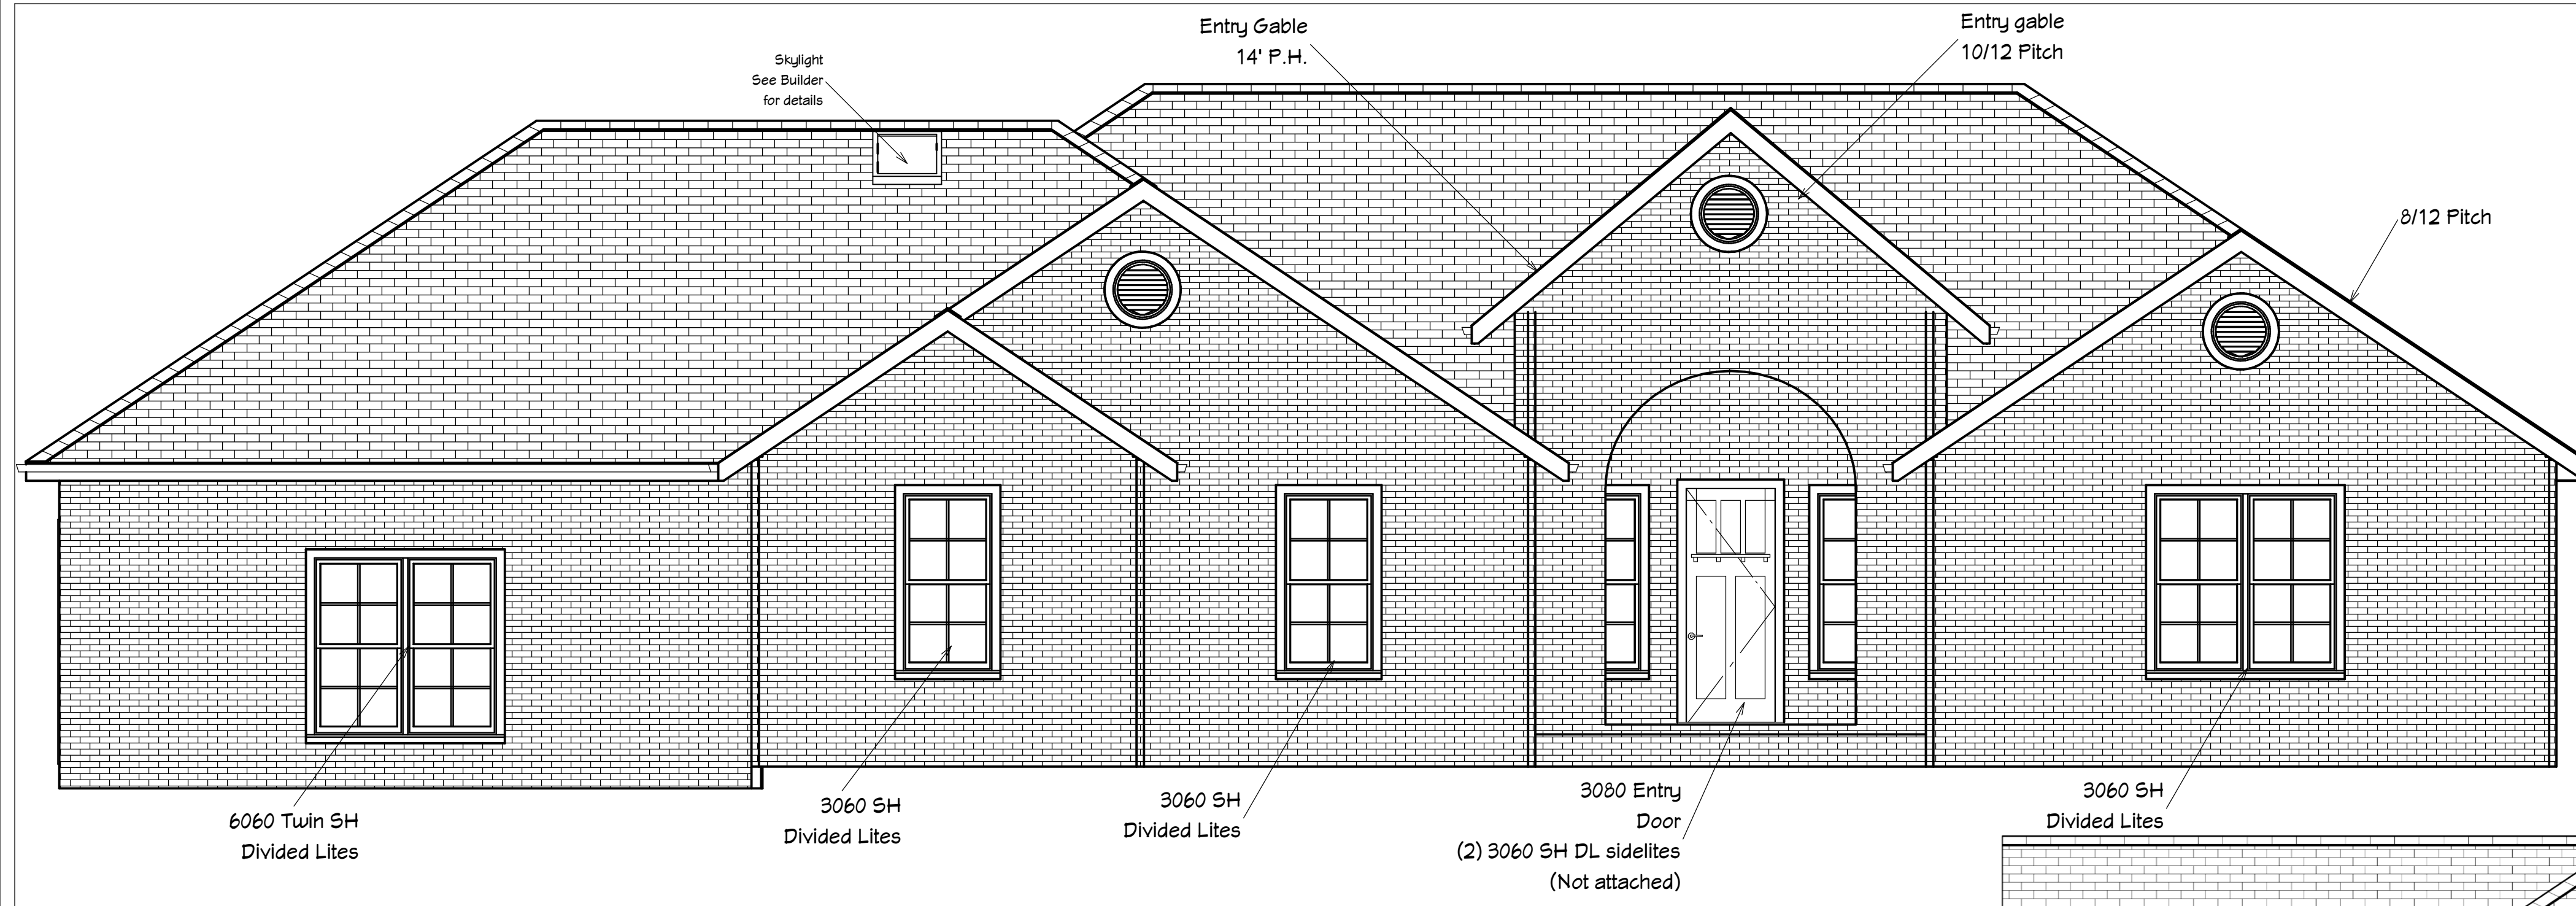 Entry Gable
14' P.H.
Entry gable
10/12 Pitch
Skylight
See Builder
for details
8/12 Pitch
6060 Twin SH
Divided Lites
3060 SH
Divided Lites
3060 SH
Divided Lites
3080 Entry
Door
(2) 3060 SH DL sidelites
(Not attached)
3060 SH
Divided Lites